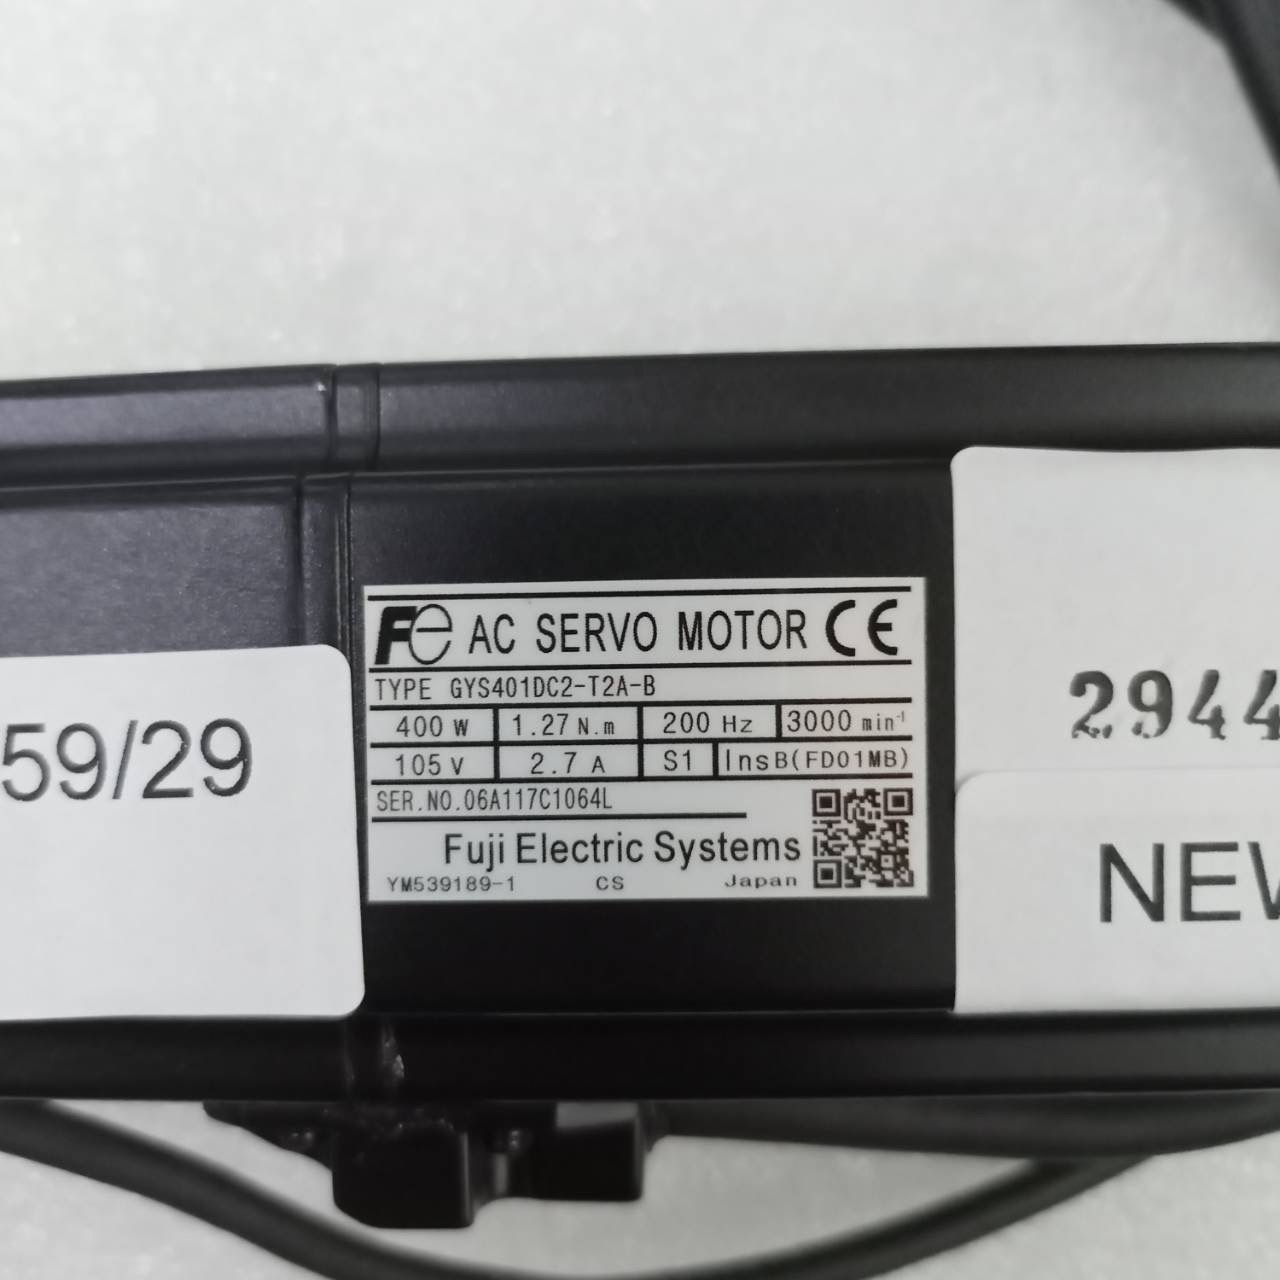 Fe AC SERVO MOTOR CE
TYPE GYS401DC2-T2A-B
400 W 1.27 N.m 200 Hz 3000 min-1
105 V 2.7 A S1 InsB(FD01MB)
SER.NO.06A117C1064L
Fuji Electric Systems
YM539189-1 CS Japan
59/29
2944
NEW